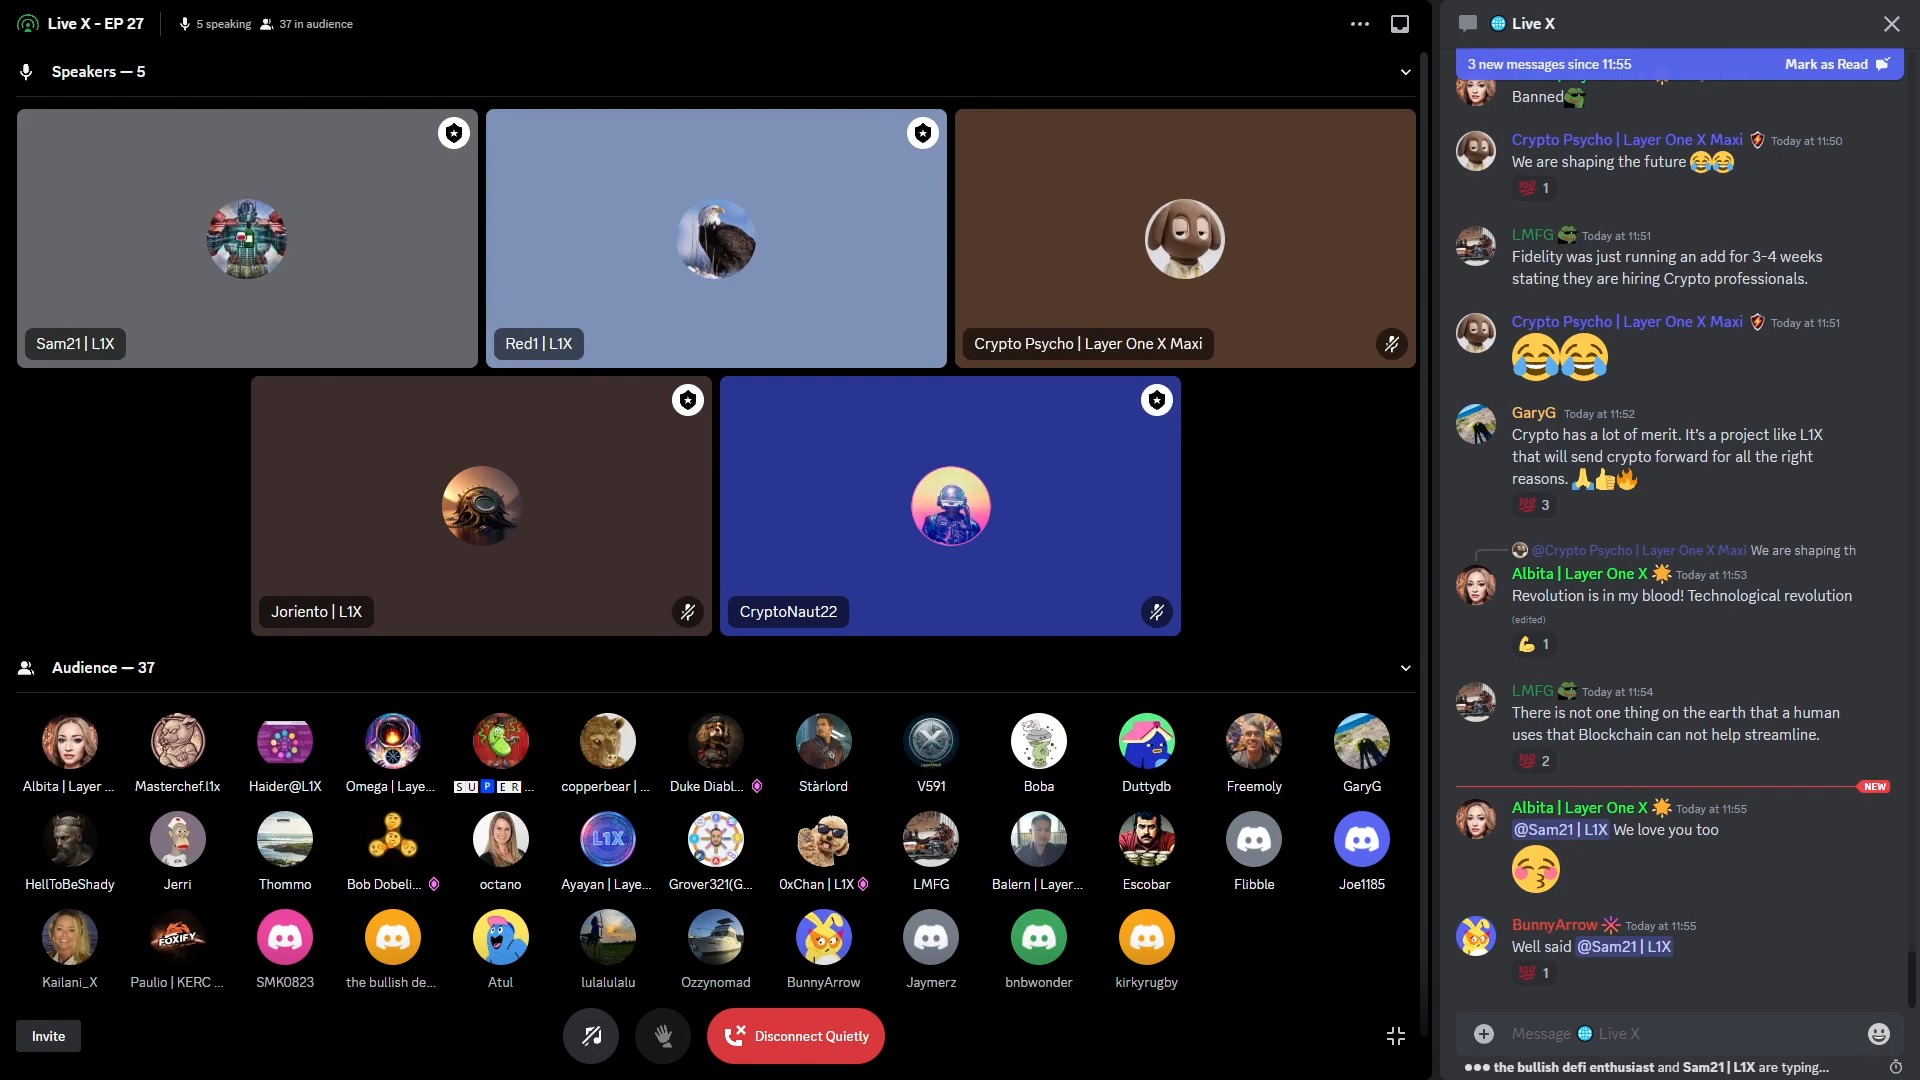 Live X - EP 27
5 speaking
37 in audience
Speakers — 5
Sam21 | L1X
Red1 | L1X
Crypto Psycho | Layer One X Maxi
Joriento | L1X
CryptoNaut22
Audience — 37
Albita | Layer ...
Masterchef.l1x
Haider@L1X
Omega | Laye...
SUPER ...
copperbear | ...
Duke Diabl...
Stàrlord
V591
Boba
Duttydb
Freemoly
GaryG
HellToBeShady
Jerri
Thommo
Bob Dobeli...
octano
L1X
Ayayan | Laye...
Grover321(G...
0xChan | L1X
LMFG
Balern | Layer...
Escobar
Flibble
Joe1185
Kailani_X
FOXIFY
Paulio | KERC ...
SMK0823
the bullish de...
Atul
lulalulalu
Ozzynomad
BunnyArrow
Jaymerz
bnbwonder
kirkyrugby
Invite
Disconnect Quietly
Live X
3 new messages since 11:55
Mark as Read
Banned
Crypto Psycho | Layer One X Maxi Today at 11:50
We are shaping the future 😂😂
💯 1
LMFG Today at 11:51
Fidelity was just running an add for 3-4 weeks
stating they are hiring Crypto professionals.
Crypto Psycho | Layer One X Maxi Today at 11:51
😂😂
GaryG Today at 11:52
Crypto has a lot of merit. It's a project like L1X
that will send crypto forward for all the right
reasons. 🙏👍🔥
💯 3
@Crypto Psycho | Layer One X Maxi We are shaping th
Albita | Layer One X Today at 11:53
Revolution is in my blood! Technological revolution
(edited)
💪 1
LMFG Today at 11:54
There is not one thing on the earth that a human
uses that Blockchain can not help streamline.
💯 2
NEW
Albita | Layer One X Today at 11:55
@Sam21 | L1X We love you too
😚
BunnyArrow Today at 11:55
Well said @Sam21 | L1X
💯 1
Message 🌐 Live X
the bullish defi enthusiast and Sam21 | L1X are typing...